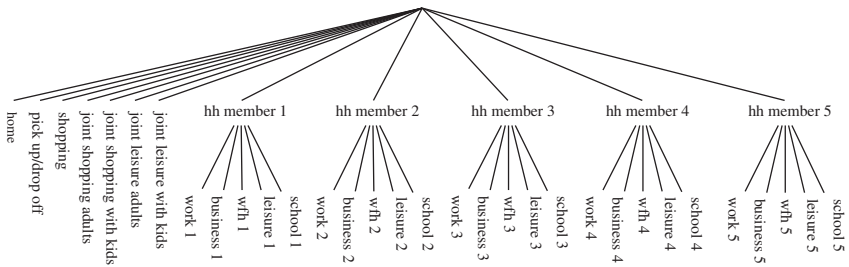 home
pick up/drop off
shopping
joint shopping adults
joint shopping with kids
joint leisure adults
joint leisure with kids
hh member 1
work 1
business 1
wfh 1
leisure 1
school 1
hh member 2
work 2
business 2
wfh 2
leisure 2
school 2
hh member 3
work 3
business 3
wfh 3
leisure 3
school 3
hh member 4
work 4
business 4
wfh 4
leisure 4
school 4
hh member 5
work 5
business 5
wfh 5
leisure 5
school 5